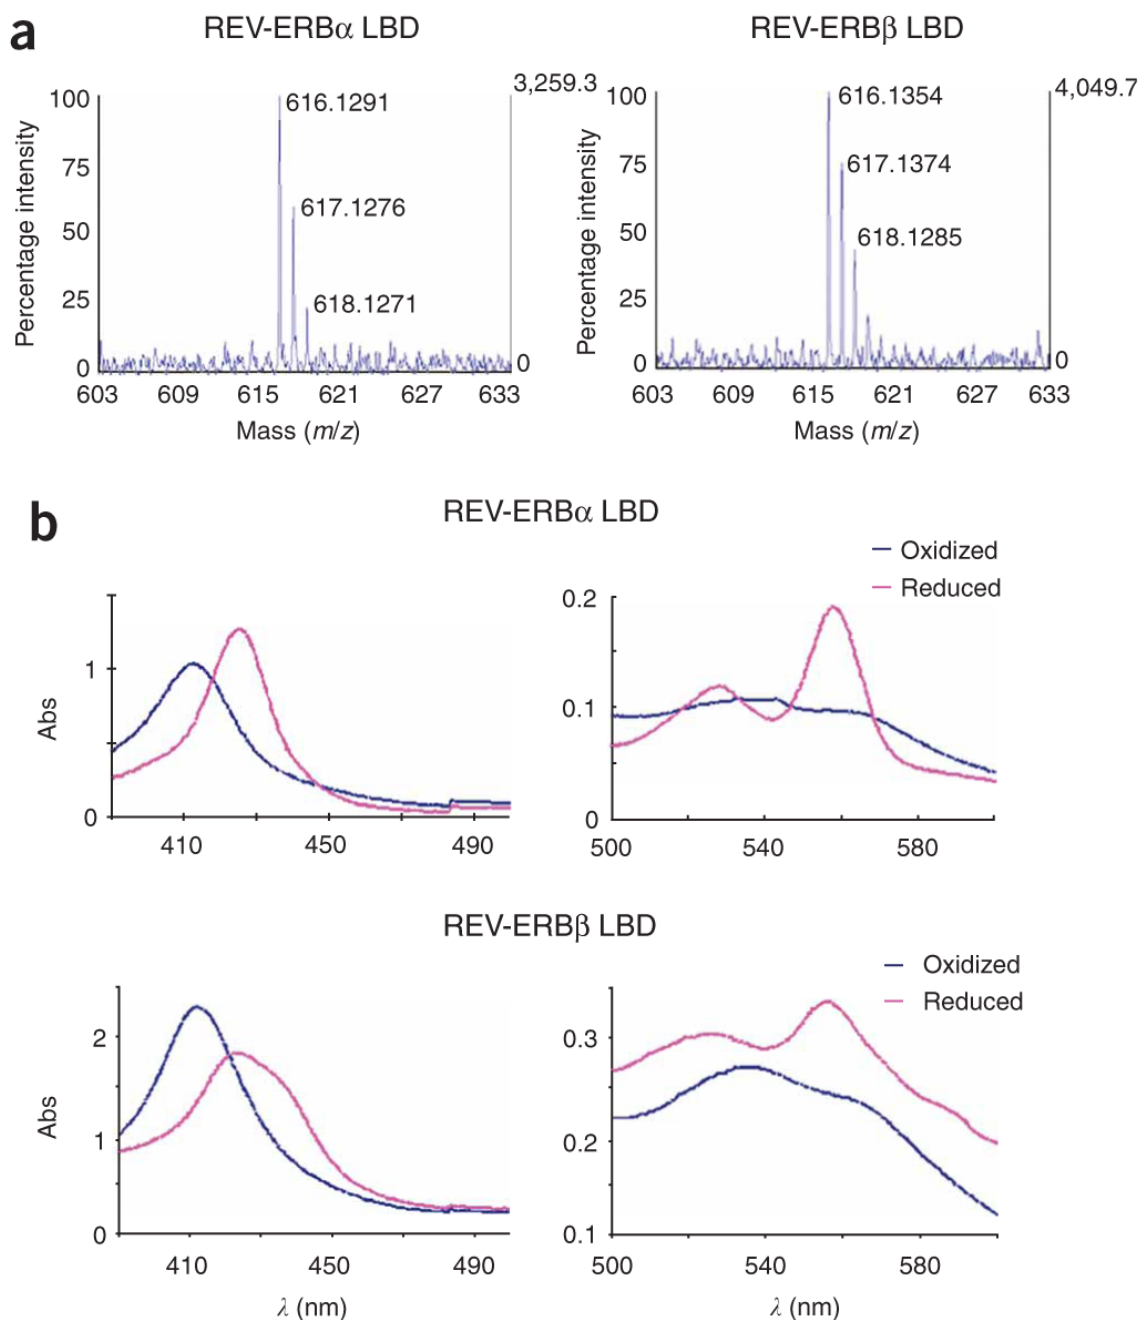 a
REV-ERBα LBD
REV-ERBβ LBD
Percentage intensity
100
75
50
25
0
3,259.3
0
616.1291
617.1276
618.1271
603 609 615 621 627 633
Mass (m/z)
Percentage intensity
100
75
50
25
0
4,049.7
0
616.1354
617.1374
618.1285
603 609 615 621 627 633
Mass (m/z)
b
REV-ERBα LBD
Oxidized
Reduced
Abs
1
0
410 450 490
0.2
0.1
0
500 540 580
REV-ERBβ LBD
Oxidized
Reduced
Abs
2
1
0
410 450 490
λ (nm)
0.3
0.2
0.1
500 540 580
λ (nm)